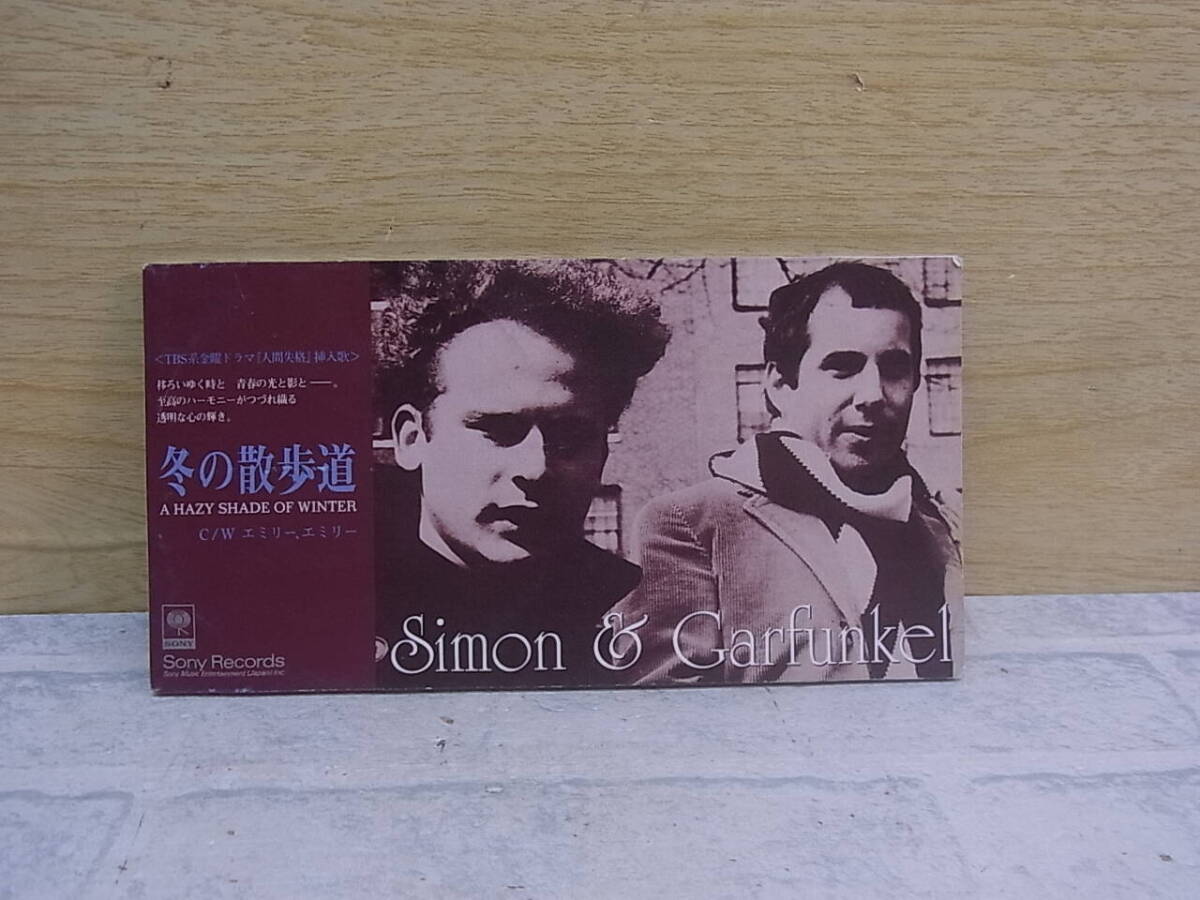 <TBS系金曜ドラマ『人間失格』挿入歌>
移ろいゆく時と 青春の光と影と──。
至高のハーモニーがつづれ織る
透明な心の輝き。
冬の散歩道
A HAZY SHADE OF WINTER
C/W エミリー、エミリー
SONY
Sony Records
Sony Music Entertainment (Japan) Inc.
Simon & Garfunkel